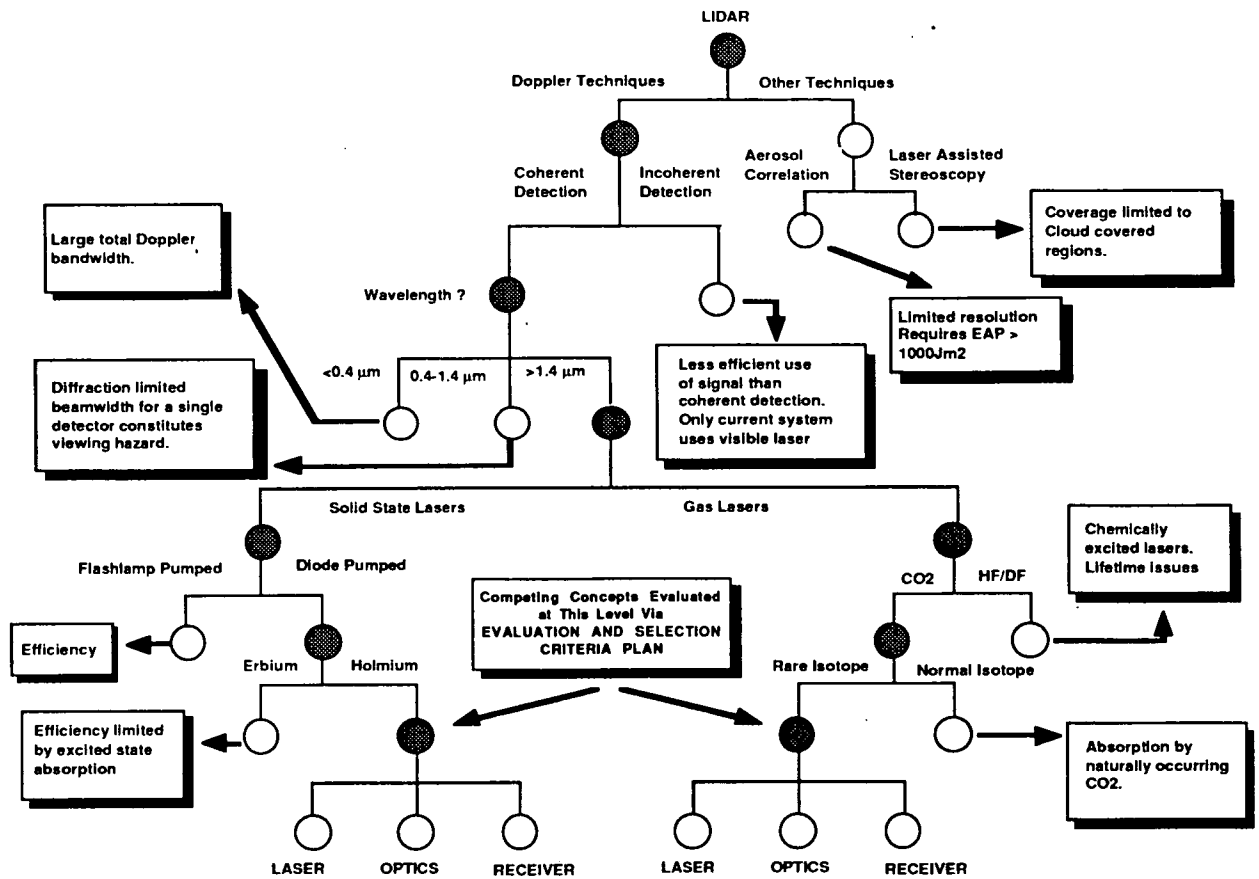 LIDAR
Doppler Techniques
Other Techniques
Coherent
Detection
Incoherent
Detection
Aerosol
Correlation
Laser Assisted
Stereoscopy
Large total Doppler
bandwidth.
Coverage limited to
Cloud covered
regions.
Wavelength ?
Limited resolution
Requires EAP >
1000Jm2
<0.4 µm
0.4-1.4 µm
>1.4 µm
Diffraction limited
beamwidth for a single
detector constitutes
viewing hazard.
Less efficient use
of signal than
coherent detection.
Only current system
uses visible laser
Solid State Lasers
Gas Lasers
Flashlamp Pumped
Diode Pumped
CO2
HF/DF
Chemically
excited lasers.
Lifetime issues
Competing Concepts Evaluated
at This Level Via
EVALUATION AND SELECTION
CRITERIA PLAN
Efficiency
Erbium
Holmium
Rare Isotope
Normal Isotope
Efficiency limited
by excited state
absorption
Absorption by
naturally occurring
CO2.
LASER
OPTICS
RECEIVER
LASER
OPTICS
RECEIVER